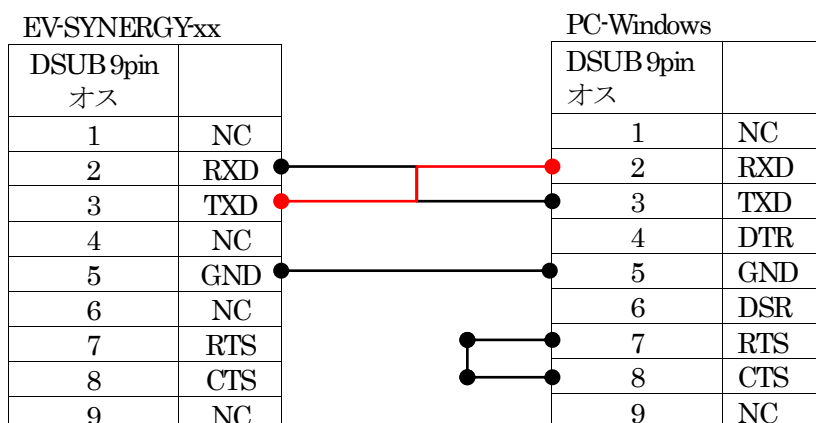 EV-SYNERGY-xx
DSUB 9pin
オス
1 NC
2 RXD
3 TXD
4 NC
5 GND
6 NC
7 RTS
8 CTS
9 NC
PC-Windows
DSUB 9pin
オス
1 NC
2 RXD
3 TXD
4 DTR
5 GND
6 DSR
7 RTS
8 CTS
9 NC